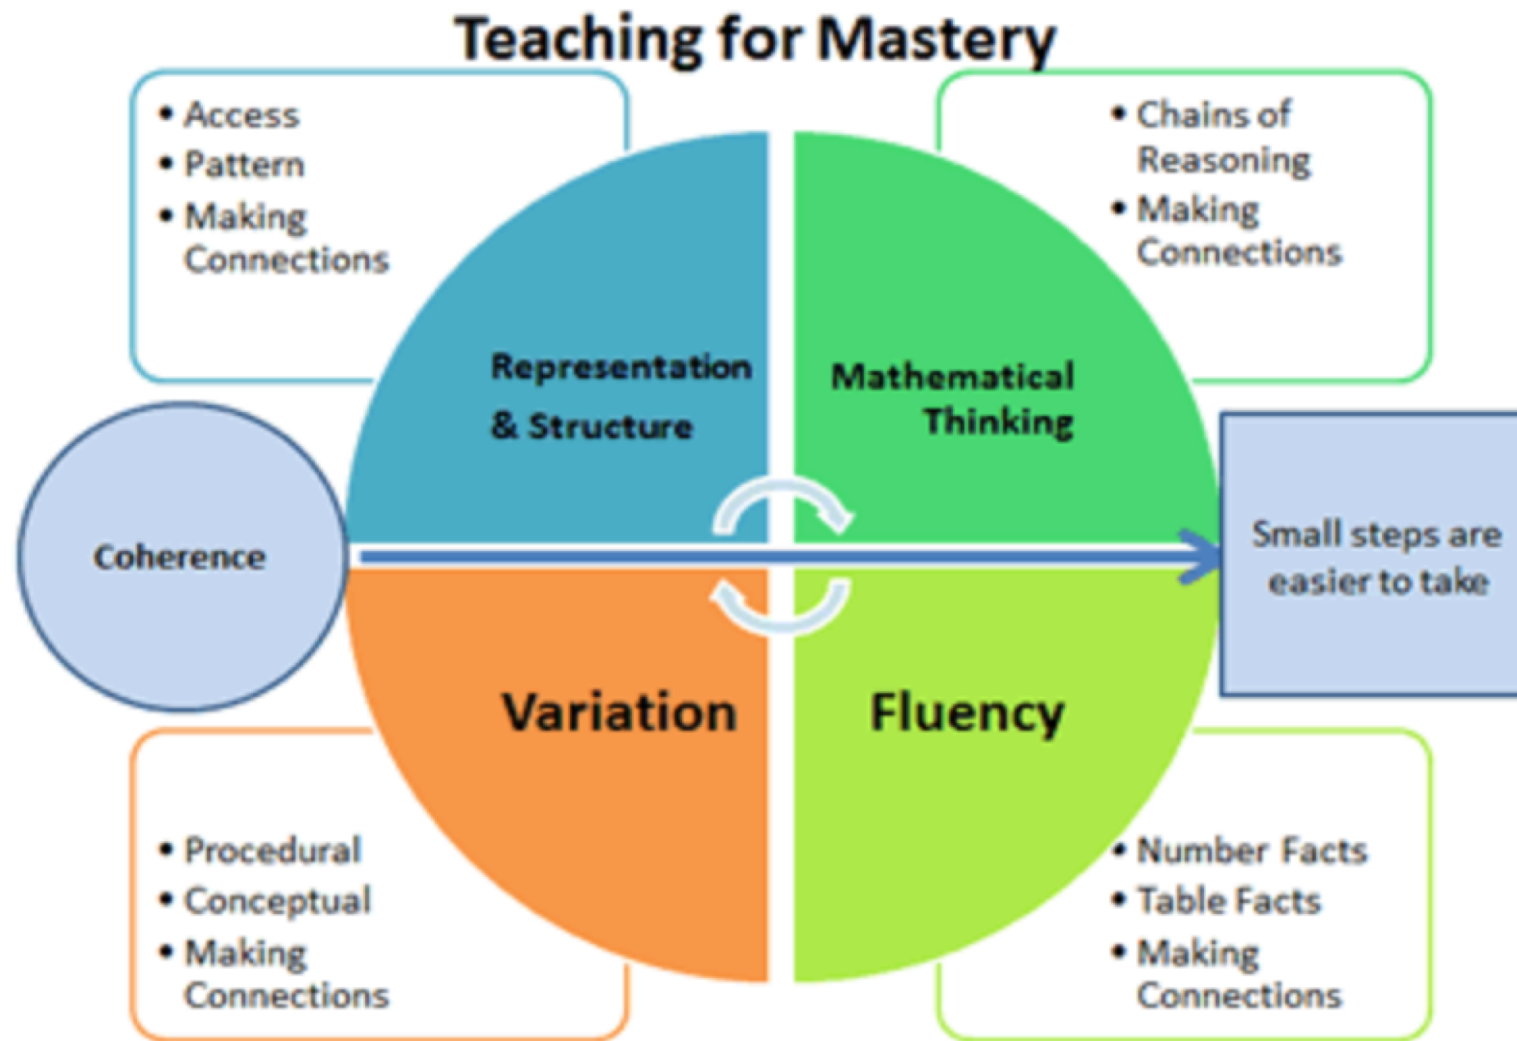 Teaching for Mastery
• Access
• Pattern
• Making
Connections
• Chains of
Reasoning
• Making
Connections
Representation
& Structure
Mathematical
Thinking
Coherence
Small steps are
easier to take
Variation
Fluency
• Procedural
• Conceptual
• Making
Connections
• Number Facts
• Table Facts
• Making
Connections